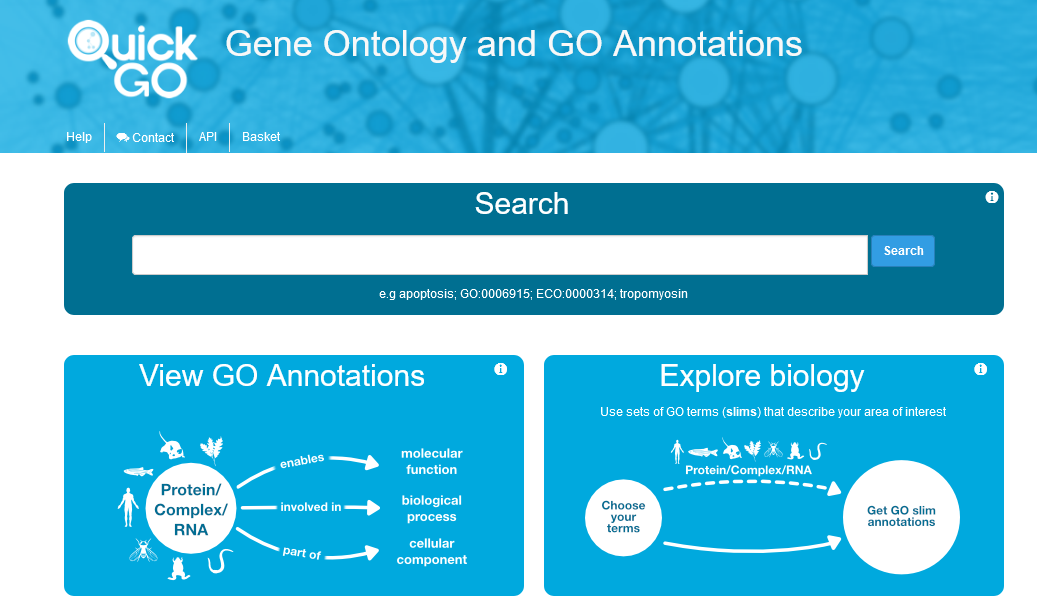 Quick
GO
Gene Ontology and GO Annotations
Help
Contact
API
Basket
Search
Search
e.g apoptosis; GO:0006915; ECO:0000314; tropomyosin
View GO Annotations
Protein/
Complex/
RNA
enables
molecular
function
involved in
biological
process
part of
cellular
component
Explore biology
Use sets of GO terms (slims) that describe your area of interest
Protein/Complex/RNA
Choose
your
terms
Get GO slim
annotations